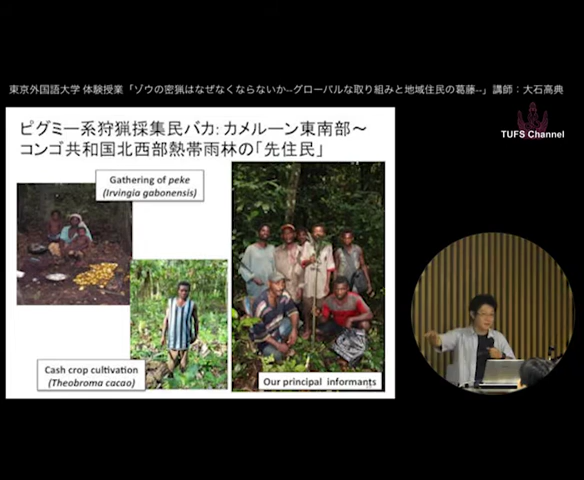 東京外国語大学 体験授業「ゾウの密猟はなぜなくならないか--グローバルな取り組みと地域住民の葛藤--」講師：大石高典
TUFS Channel
ピグミー系狩猟採集民バカ: カメルーン東南部～
コンゴ共和国北西部熱帯雨林の「先住民」
Gathering of peke
(Irvingia gabonensis)
Cash crop cultivation
(Theobroma cacao)
Our principal informants